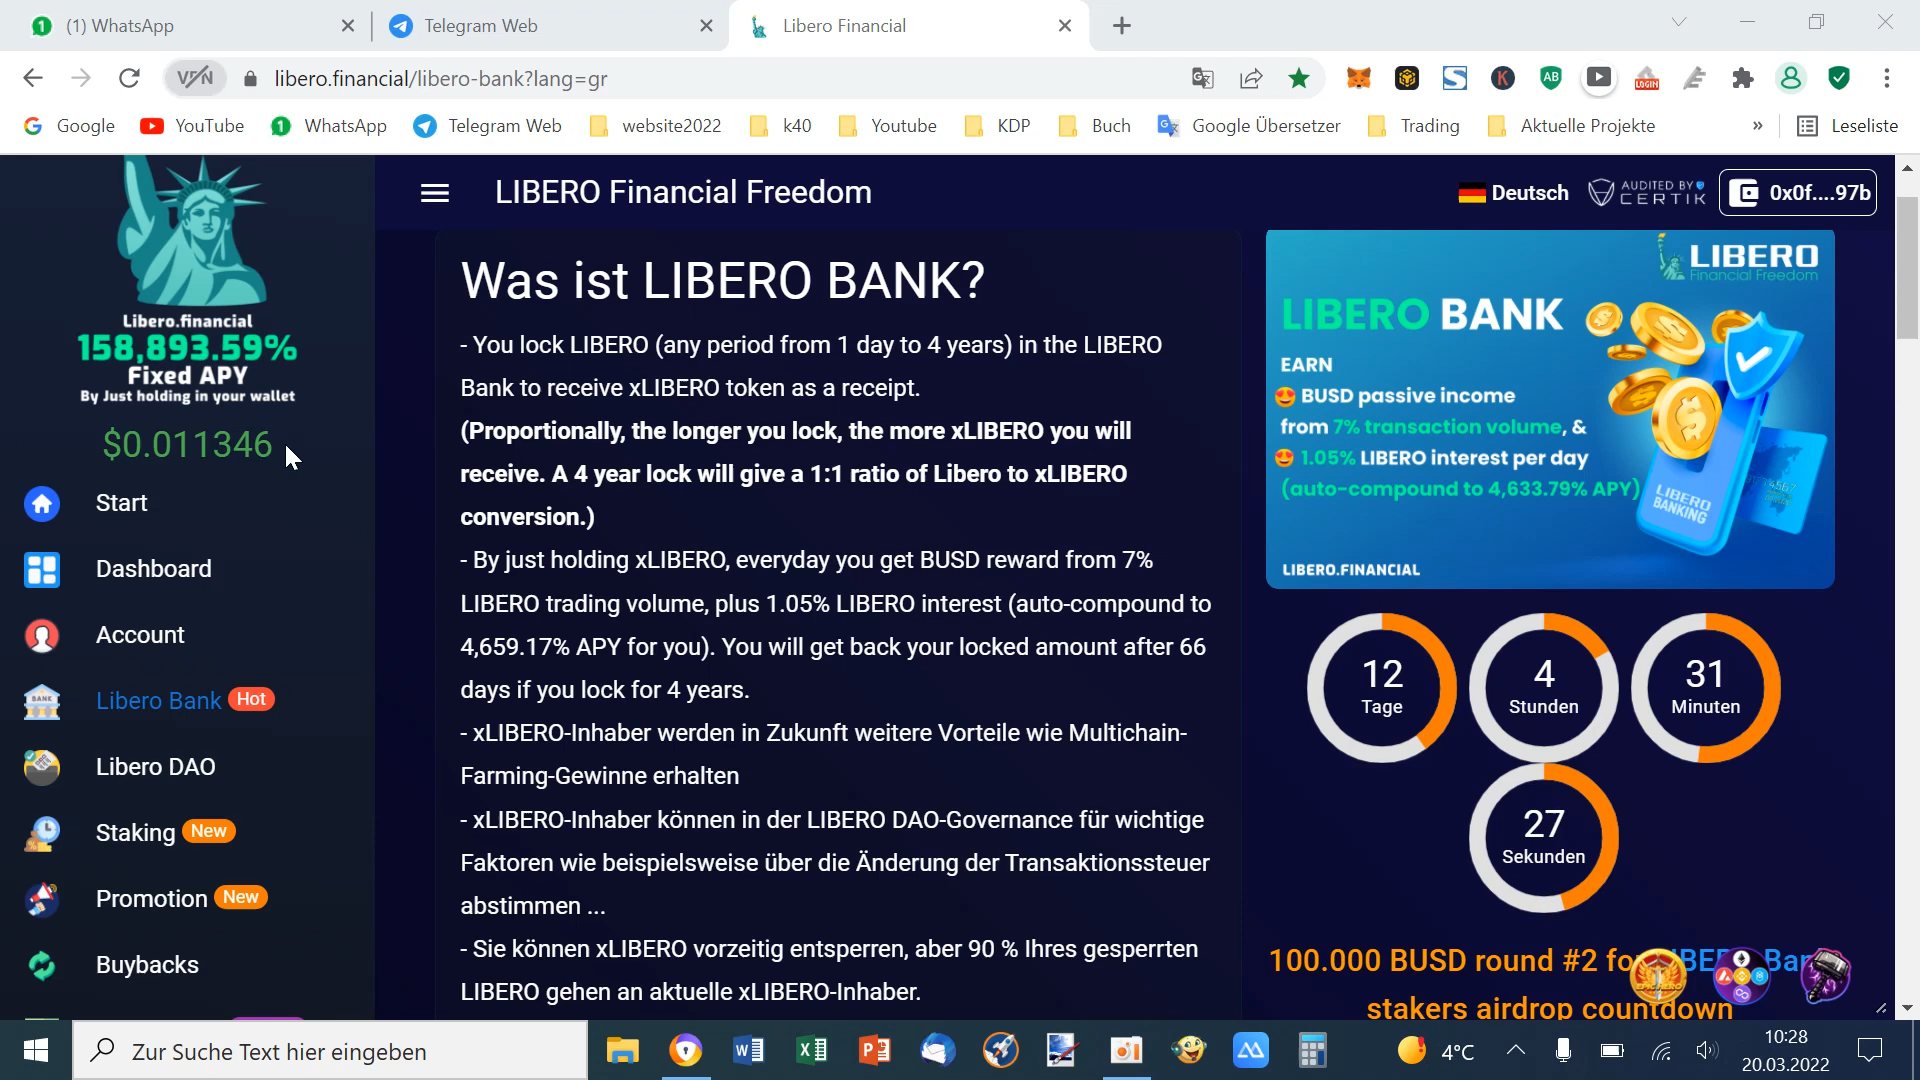 (1) WhatsApp
Telegram Web
Libero Financial
VPN
libero.financial/libero-bank?lang=gr
Google
YouTube
WhatsApp
Telegram Web
website2022
k40
Youtube
KDP
Buch
Google Übersetzer
Trading
Aktuelle Projekte
»
Leseliste
Libero.financial
158,893.59%
Fixed APY
By Just holding in your wallet
$0.011346
Start
Dashboard
Account
Libero Bank Hot
Libero DAO
Staking New
Promotion New
Buybacks
LIBERO Financial Freedom
Deutsch
AUDITED BY
CERTIK
0x0f....97b
Was ist LIBERO BANK?
- You lock LIBERO (any period from 1 day to 4 years) in the LIBERO
Bank to receive xLIBERO token as a receipt.
(Proportionally, the longer you lock, the more xLIBERO you will
receive. A 4 year lock will give a 1:1 ratio of Libero to xLIBERO
conversion.)
- By just holding xLIBERO, everyday you get BUSD reward from 7%
LIBERO trading volume, plus 1.05% LIBERO interest (auto-compound to
4,659.17% APY for you). You will get back your locked amount after 66
days if you lock for 4 years.
- xLIBERO-Inhaber werden in Zukunft weitere Vorteile wie Multichain-
Farming-Gewinne erhalten
- xLIBERO-Inhaber können in der LIBERO DAO-Governance für wichtige
Faktoren wie beispielsweise über die Änderung der Transaktionssteuer
abstimmen ...
- Sie können xLIBERO vorzeitig entsperren, aber 90 % Ihres gesperrten
LIBERO gehen an aktuelle xLIBERO-Inhaber.
LIBERO
Financial Freedom
LIBERO BANK
EARN
BUSD passive income
from 7% transaction volume, &
1.05% LIBERO interest per day
(auto-compound to 4,633.79% APY)
LIBERO
BANKING
LIBERO.FINANCIAL
12
Tage
4
Stunden
31
Minuten
27
Sekunden
100.000 BUSD round #2
stakers airdrop countdown
Zur Suche Text hier eingeben
4°C
10:28
20.03.2022